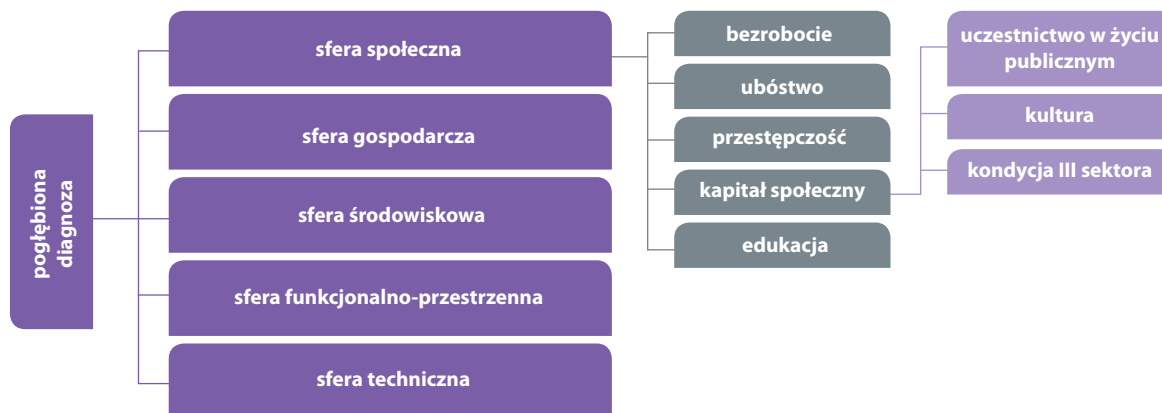 pogłębiona
diagnoza
sfera społeczna
sfera gospodarcza
sfera środowiskowa
sfera funkcjonalno-przestrzenna
sfera techniczna
bezrobocie
ubóstwo
przestępczość
kapitał społeczny
edukacja
uczestnictwo w życiu
publicznym
kultura
kondycja III sektora